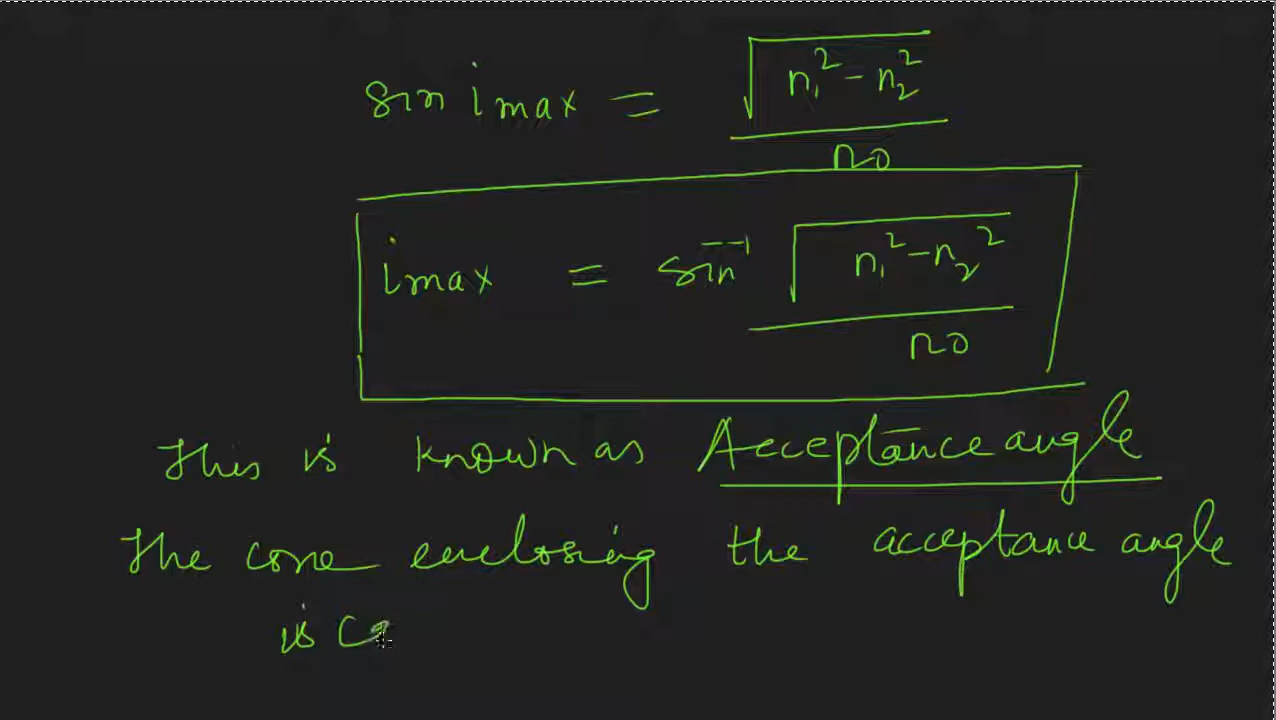 sin imax = √(n₁² - n₂²) / n0
imax = sin⁻¹ √(n₁² - n₂²) / n0
This is known as Acceptance angle
The cone enclosing the acceptance angle
is ca